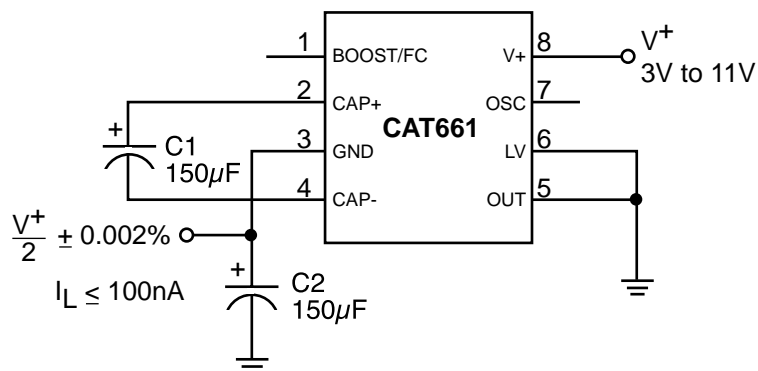 1 BOOST/FC
2 CAP+
3 GND
4 CAP-
CAT661
V+ 8
OSC 7
LV 6
OUT 5
V+
3V to 11V
+
C1
150µF
V+
2
± 0.002%
IL ≤ 100nA
+
C2
150µF